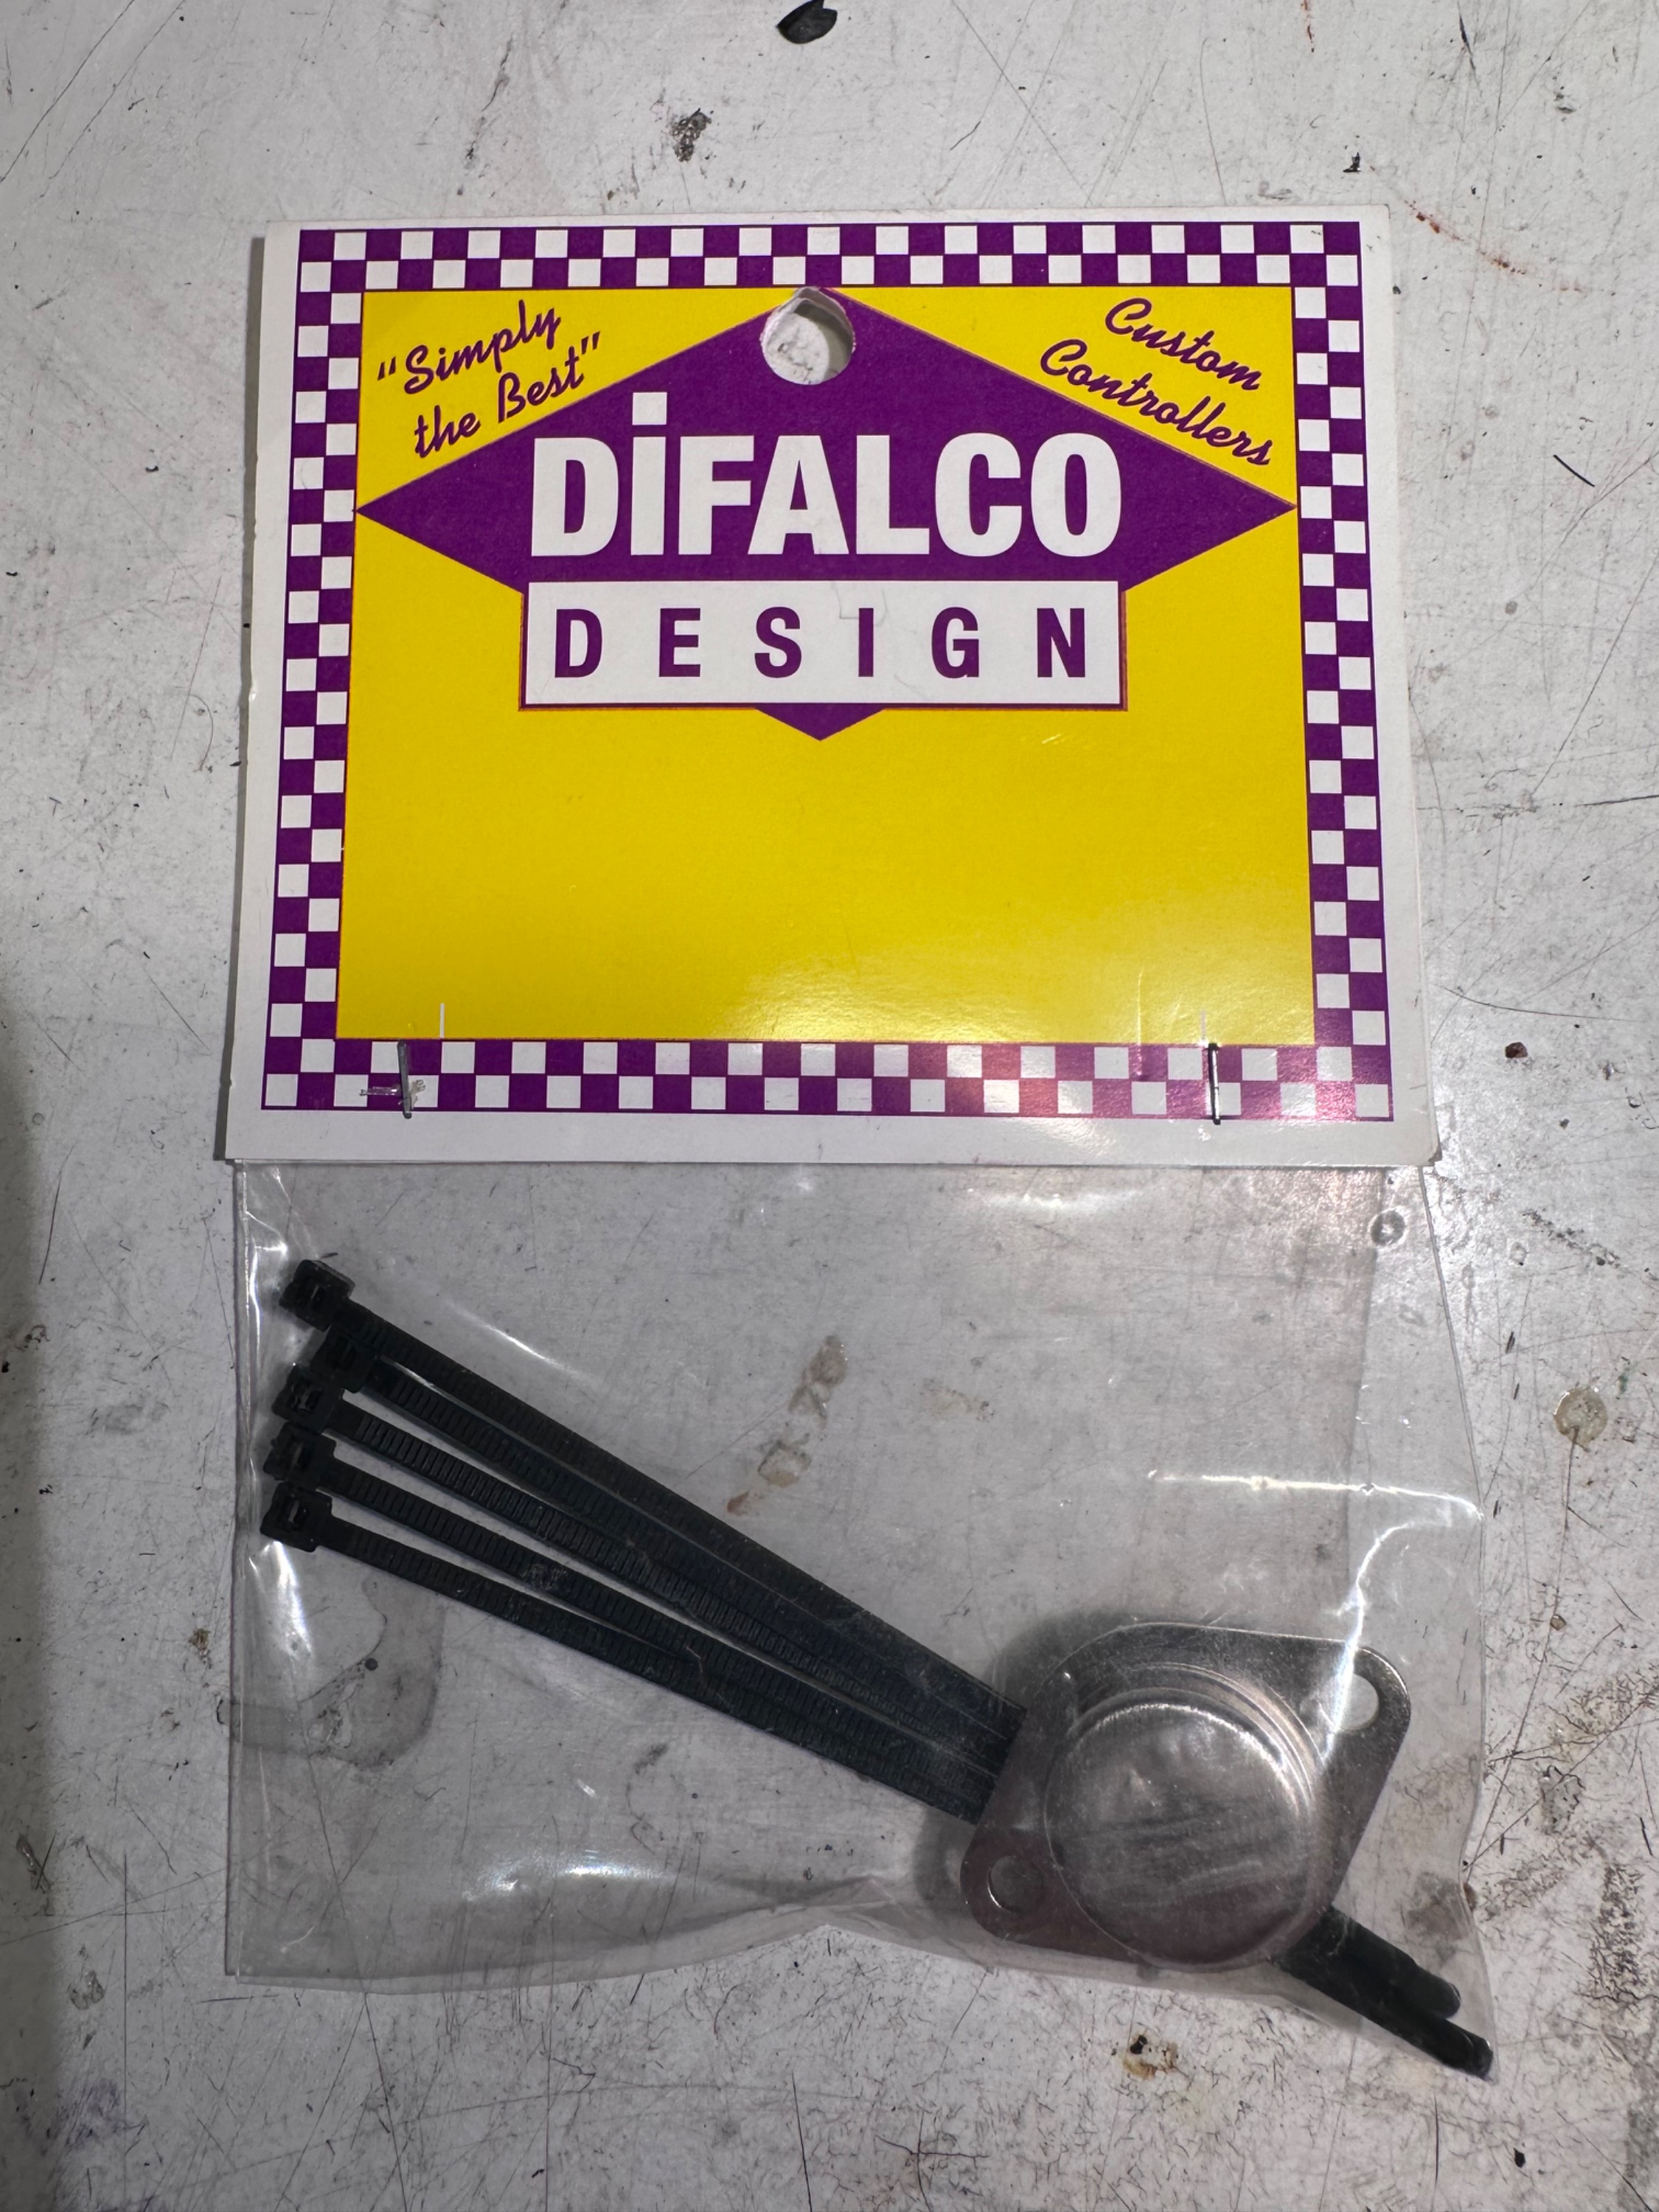 "Simply
the Best"
Custom
Controllers
DiFALCO
DESIGN